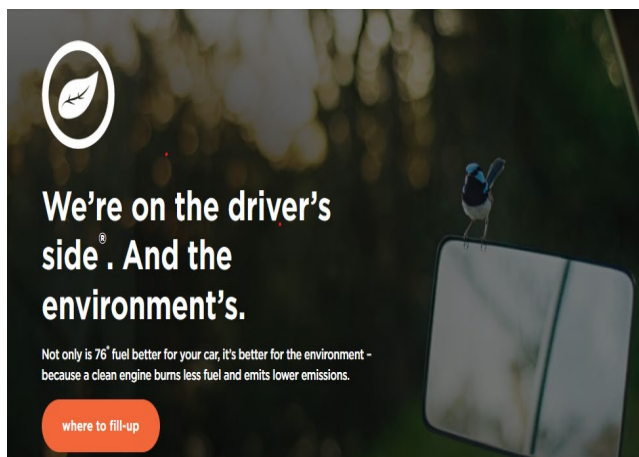 We're on the driver's
side®. And the
environment's.
Not only is 76® fuel better for your car, it's better for the environment –
because a clean engine burns less fuel and emits lower emissions.
where to fill-up